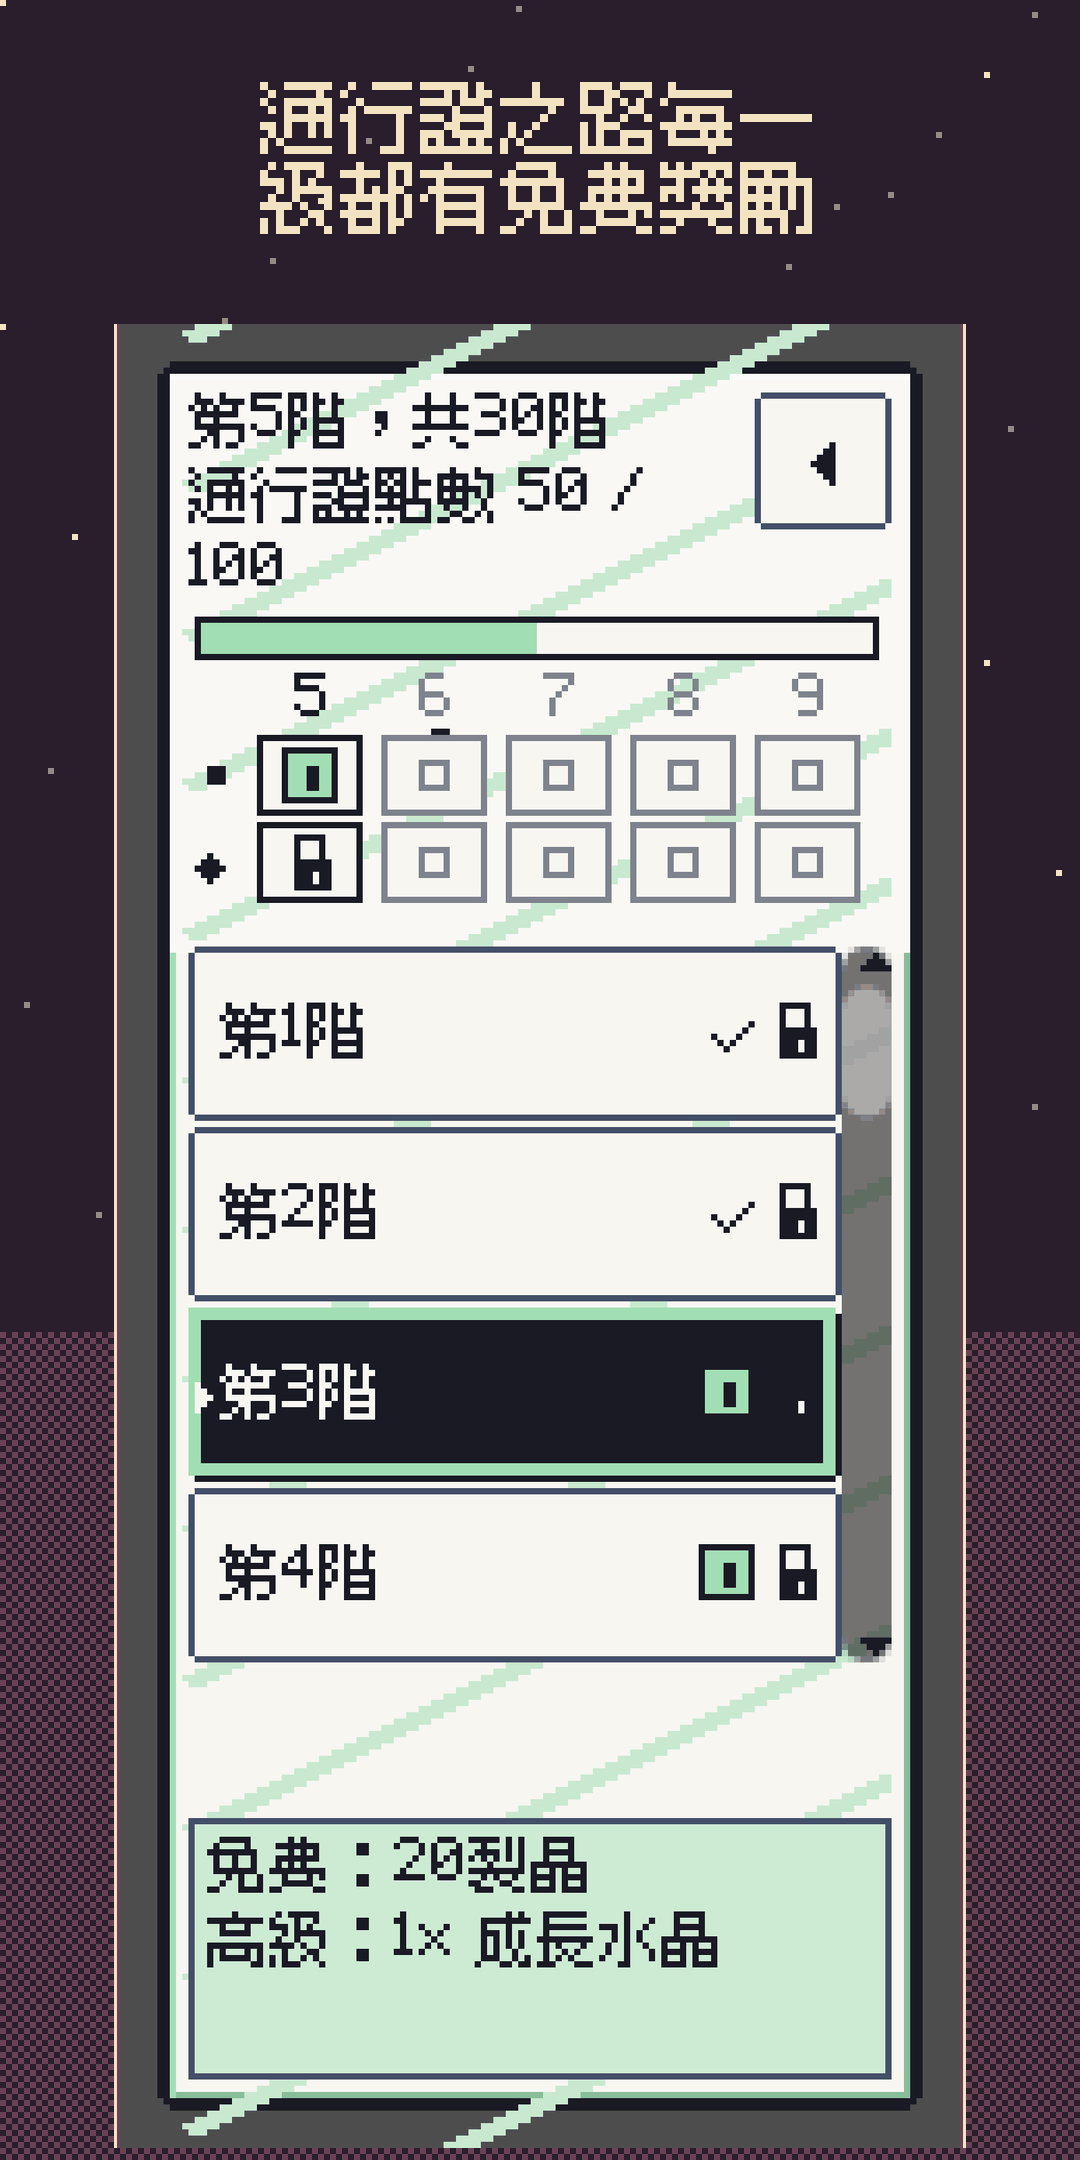 通行證之路每一
級都有免費獎勵
第5階，共30階
通行證點數 50 /
100
5 6 7 8 9
第1階
第2階
第3階
第4階
免費：20裂晶
高級：1x 成長水晶